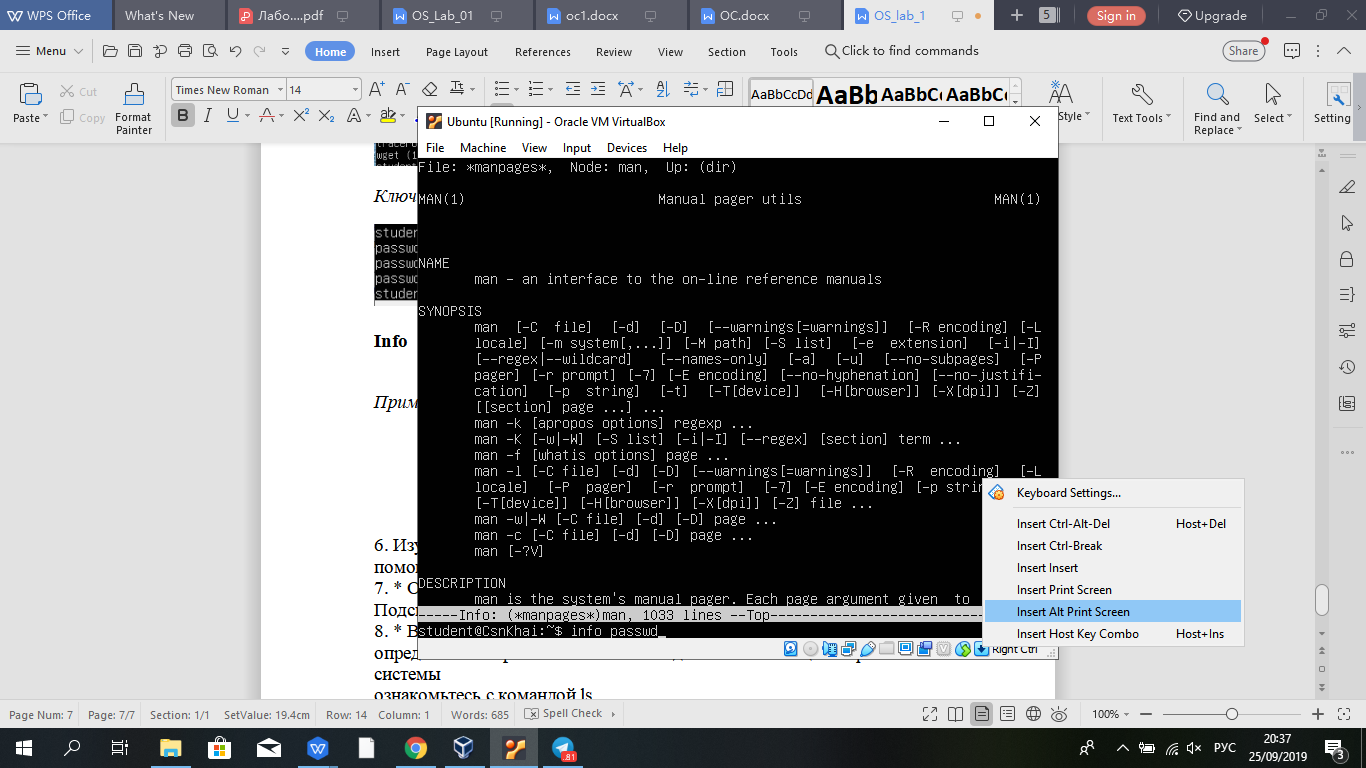 WPS Office
What's New
Лабо....pdf
OS_Lab_01
ос1.docx
ОС.docx
OS_lab_1
5
Sign in
Upgrade
Menu
Home
Insert
Page Layout
References
Review
View
Section
Tools
Click to find commands
Share
Paste
Cut
Copy
Format
Painter
Times New Roman
14
AaBbCcDd
AaBb
AaBbC
AaBbC
Style
Text Tools
Find and
Replace
Select
Setting
wget (1
Ключ
studen
passwd
passwd
passwd
studen
Info
Прим
6. Изу
помо
7. * С
Подс
8. * В
опред
системы
ознакомьтесь с командой ls
Ubuntu [Running] - Oracle VM VirtualBox
File Machine View Input Devices Help
File: *manpages*,  Node: man,  Up: (dir)
MAN(1) Manual pager utils MAN(1)
NAME
man - an interface to the on-line reference manuals
SYNOPSIS
man [-C file] [-d] [-D] [--warnings[=warnings]] [-R encoding] [-L
locale] [-m system[,...]] [-M path] [-S list] [-e extension] [-i|-I]
[--regex|--wildcard] [--names-only] [-a] [-u] [--no-subpages] [-P
pager] [-r prompt] [-7] [-E encoding] [--no-hyphenation] [--no-justifi-
cation] [-p string] [-t] [-T[device]] [-H[browser]] [-X[dpi]] [-Z]
[[section] page ...] ...
man -k [apropos options] regexp ...
man -K [-w|-W] [-S list] [-i|-I] [--regex] [section] term ...
man -f [whatis options] page ...
man -l [-C file] [-d] [-D] [--warnings[=warnings]] [-R encoding] [-L
locale] [-P pager] [-r prompt] [-7] [-E encoding] [-p strin
[-T[device]] [-H[browser]] [-X[dpi]] [-Z] file ...
man -w|-W [-C file] [-d] [-D] page ...
man -c [-C file] [-d] [-D] page ...
man [-?V]
DESCRIPTION
man is the system's manual pager. Each page argument given to
-----Info: (*manpages*)man, 1033 lines --Top-----
student@CsnKhai:~$ info passwd_
Keyboard Settings...
Insert Ctrl-Alt-Del Host+Del
Insert Ctrl-Break
Insert Insert
Insert Print Screen
Insert Alt Print Screen
Insert Host Key Combo Host+Ins
Right Ctrl
Page Num: 7
Page: 7/7
Section: 1/1
SetValue: 19.4cm
Row: 14
Column: 1
Words: 685
Spell Check
100%
.81
РУС
20:37
25/09/2019
3